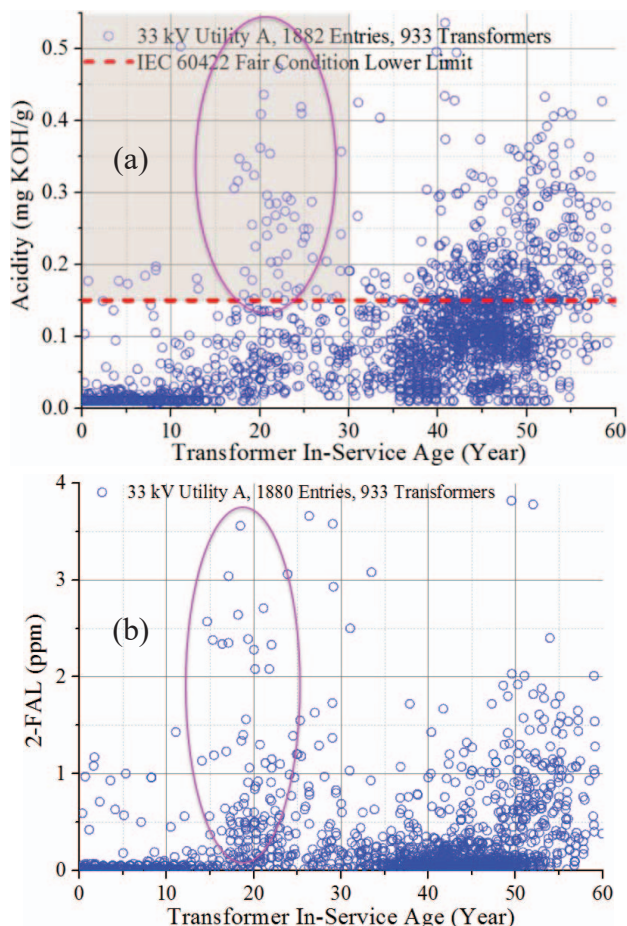 33 kV Utility A, 1882 Entries, 933 Transformers
IEC 60422 Fair Condition Lower Limit
(a)
Acidity (mg KOH/g)
0.5
0.4
0.3
0.2
0.1
0.0
0 10 20 30 40 50 60
Transformer In-Service Age (Year)
33 kV Utility A, 1880 Entries, 933 Transformers
(b)
2-FAL (ppm)
4
3
2
1
0
0 10 20 30 40 50 60
Transformer In-Service Age (Year)